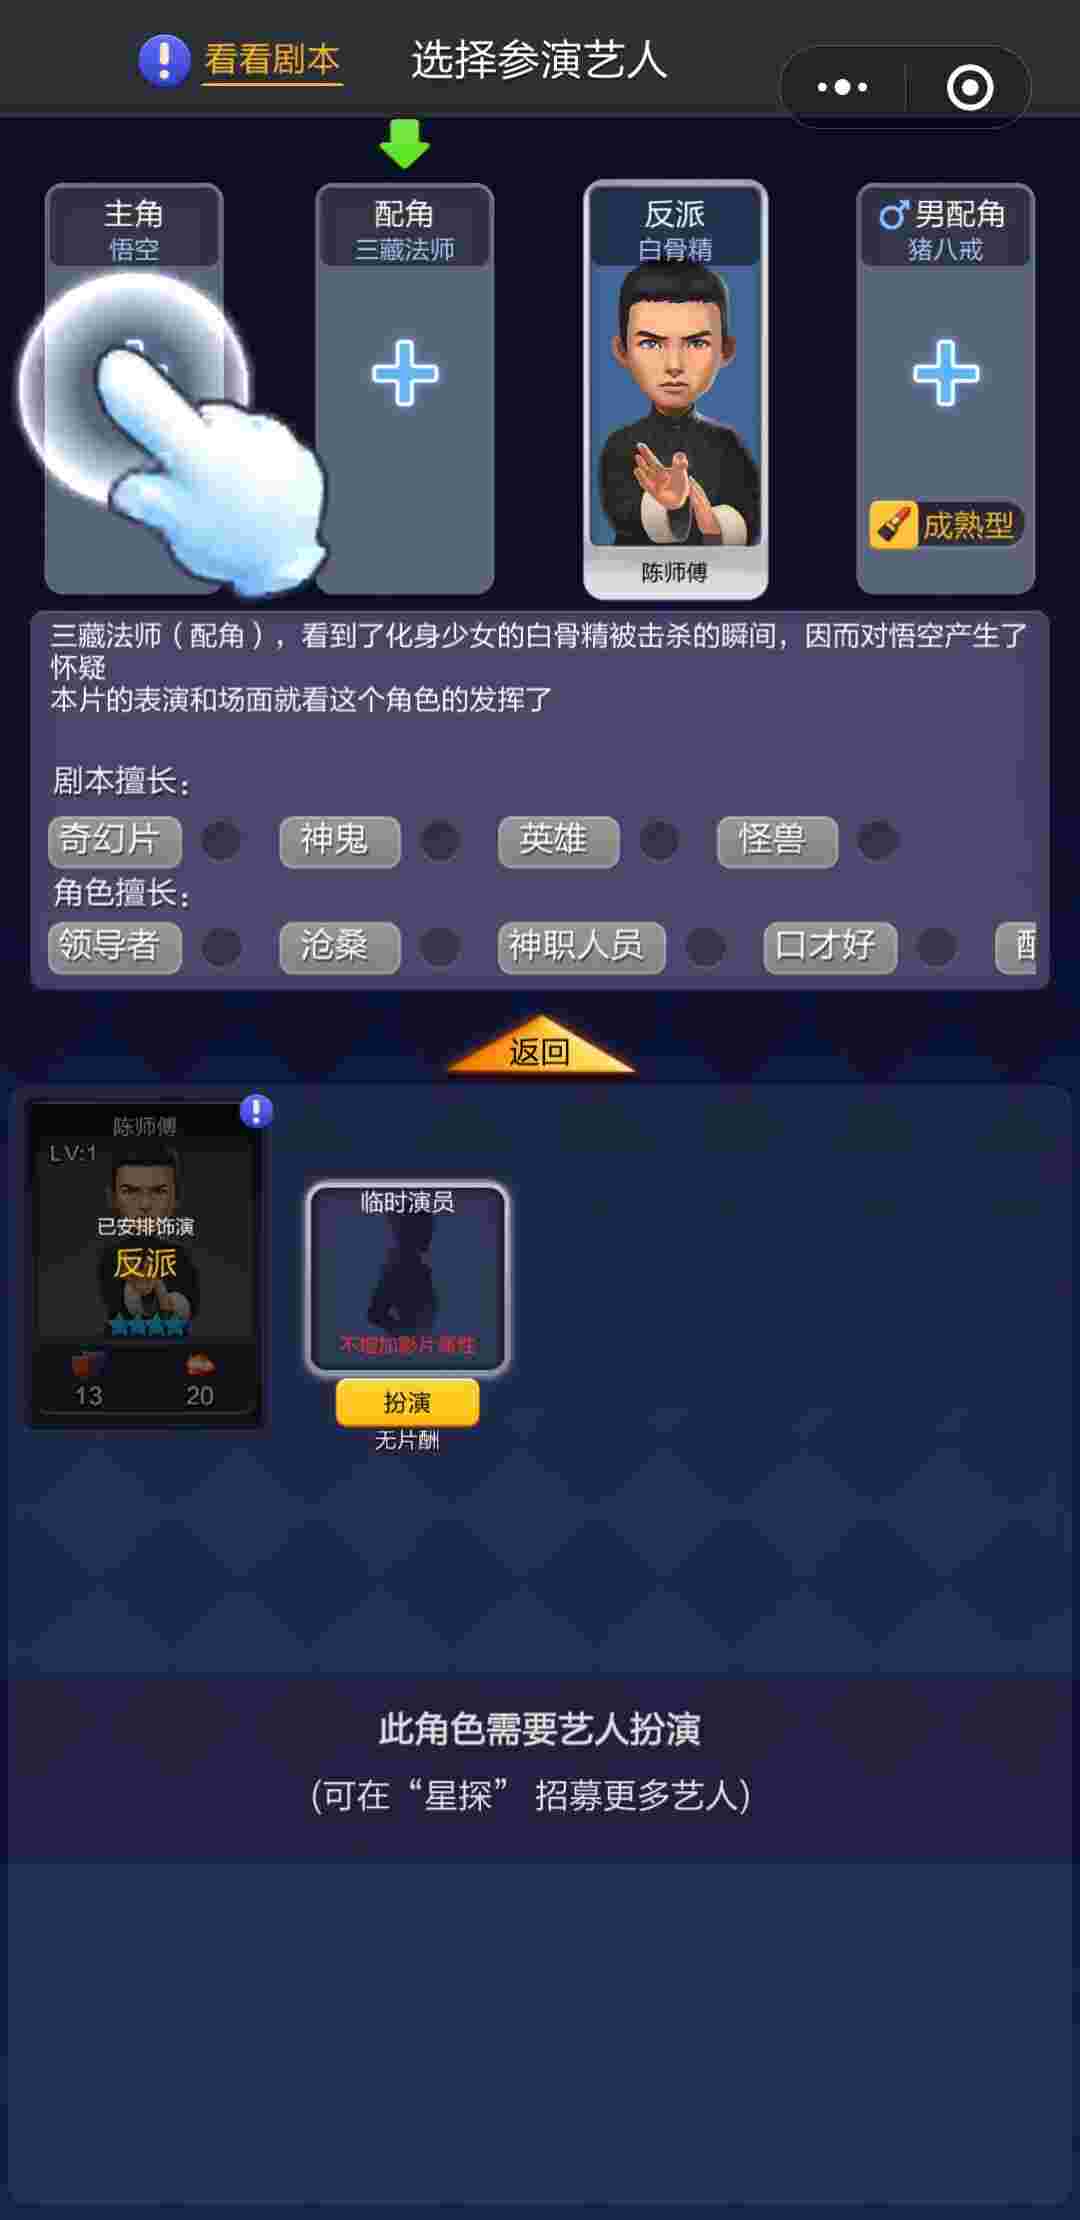 看看剧本
选择参演艺人
主角
悟空
配角
三藏法师
反派
白骨精
陈师傅
男配角
猪八戒
成熟型
三藏法师（配角），看到了化身少女的白骨精被击杀的瞬间，因而对悟空产生了
怀疑
本片的表演和场面就看这个角色的发挥了
剧本擅长：
奇幻片 神鬼 英雄 怪兽
角色擅长：
领导者 沧桑 神职人员 口才好
返回
陈师傅
LV:1
已安排饰演
反派
13 20
临时演员
不增加影片属性
扮演
无片酬
此角色需要艺人扮演
(可在“星探” 招募更多艺人)